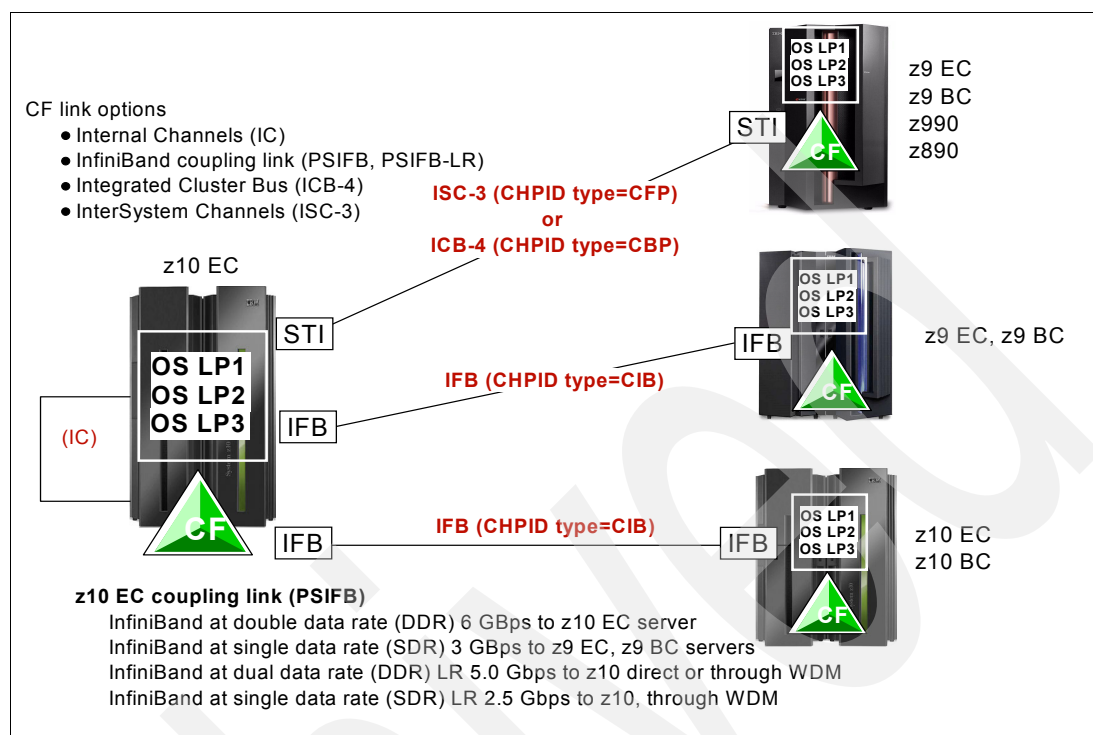 CF link options
● Internal Channels (IC)
● InfiniBand coupling link (PSIFB, PSIFB-LR)
● Integrated Cluster Bus (ICB-4)
● InterSystem Channels (ISC-3)
OS LP1
OS LP2
OS LP3
CF
z9 EC
z9 BC
z990
z890
STI
ISC-3 (CHPID type=CFP)
or
ICB-4 (CHPID type=CBP)
z10 EC
STI
OS LP1
OS LP2
OS LP3
(IC)
IFB
CF
IFB
IFB (CHPID type=CIB)
IFB
OS LP1
OS LP2
OS LP3
CF
z9 EC, z9 BC
IFB (CHPID type=CIB)
IFB
OS LP1
OS LP2
OS LP3
CF
z10 EC
z10 BC
z10 EC coupling link (PSIFB)
InfiniBand at double data rate (DDR) 6 GBps to z10 EC server
InfiniBand at single data rate (SDR) 3 GBps to z9 EC, z9 BC servers
InfiniBand at dual data rate (DDR) LR 5.0 Gbps to z10 direct or through WDM
InfiniBand at single data rate (SDR) LR 2.5 Gbps to z10, through WDM